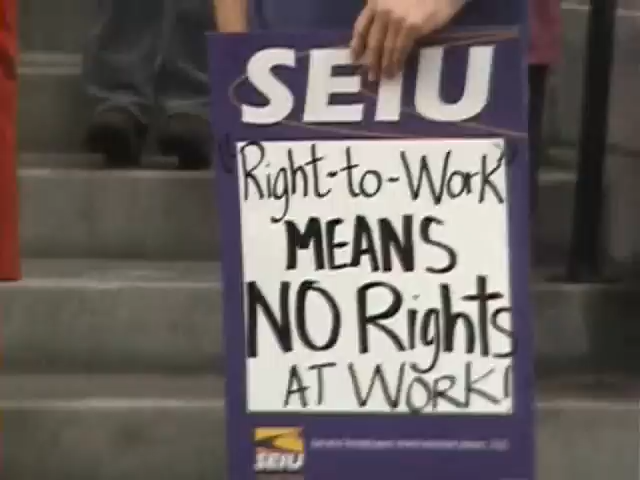 SEIU
"Right-to-Work"
MEANS
NO Rights
AT WORK!
SEIU